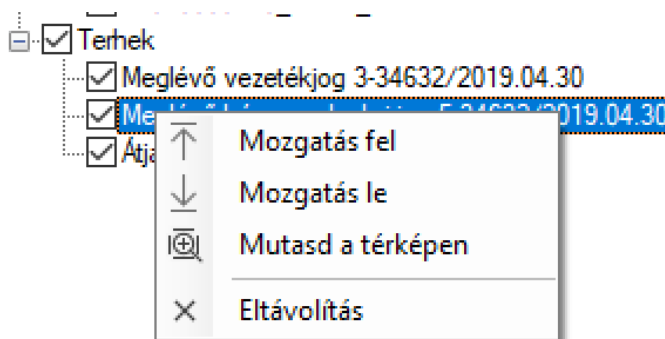 Terhek
Meglévő vezetékjog 3-34632/2019.04.30
Mozgatás fel
Mozgatás le
Mutasd a térképen
Eltávolítás